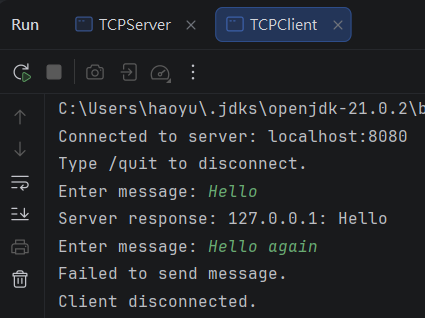 Run TCPServer TCPClient
C:\Users\haoyu\.jdks\openjdk-21.0.2\b
Connected to server: localhost:8080
Type /quit to disconnect.
Enter message: Hello
Server response: 127.0.0.1: Hello
Enter message: Hello again
Failed to send message.
Client disconnected.